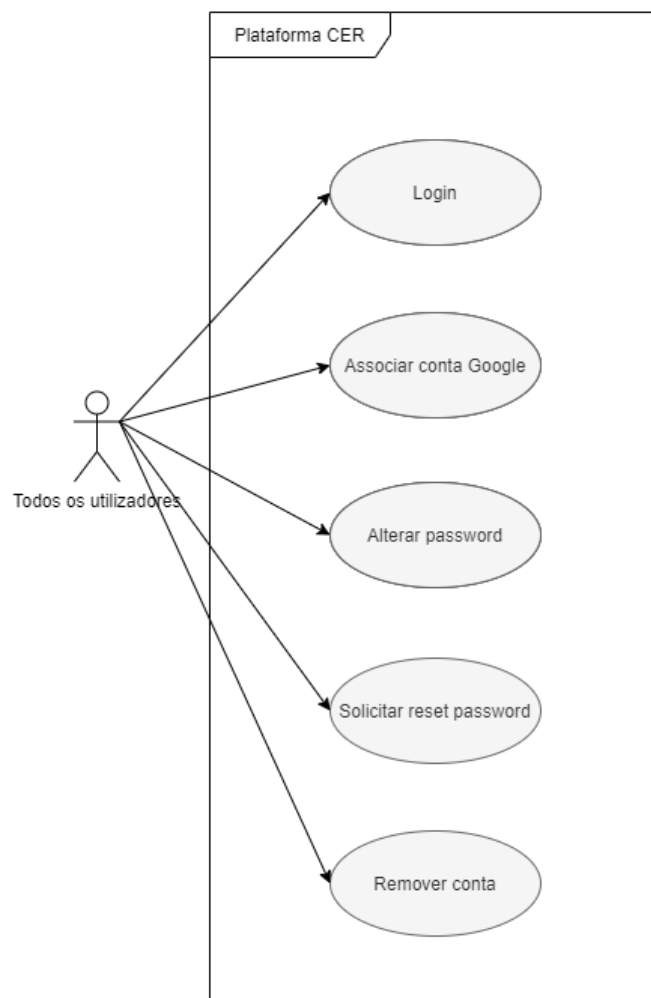 Plataforma CER
Login
Associar conta Google
Todos os utilizadores
Alterar password
Solicitar reset password
Remover conta